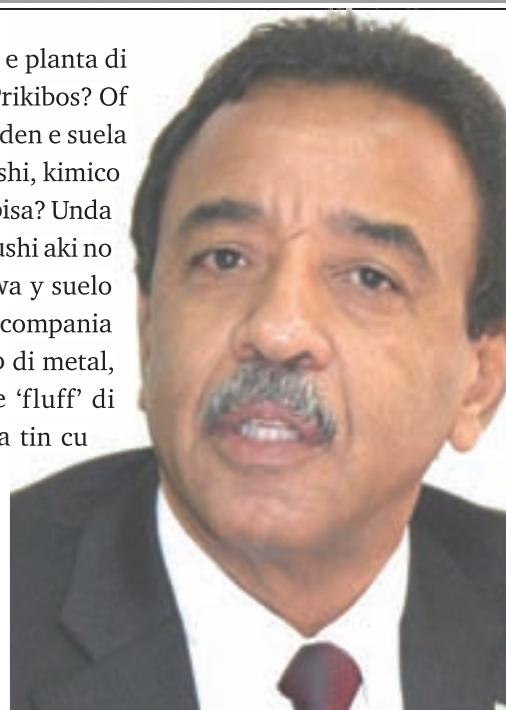 e planta di
rikibos? Of
den e suela
shi, kimico
bisa? Unda
ushi aki no
wa y suelo
compania
o di metal,
e ‘fluff’ di
a tin cu